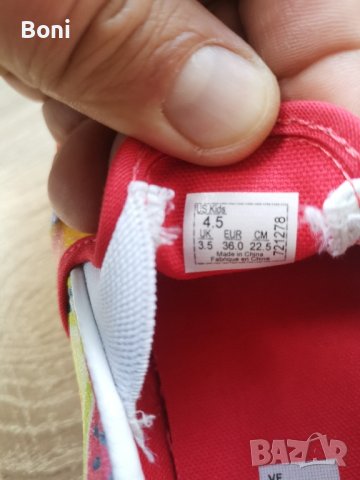 Boni
US Kids
4.5
UK EUR CM
3.5 36.0 22.5
Made in China
Fabriqué en Chine
721278
VE
BAZAR